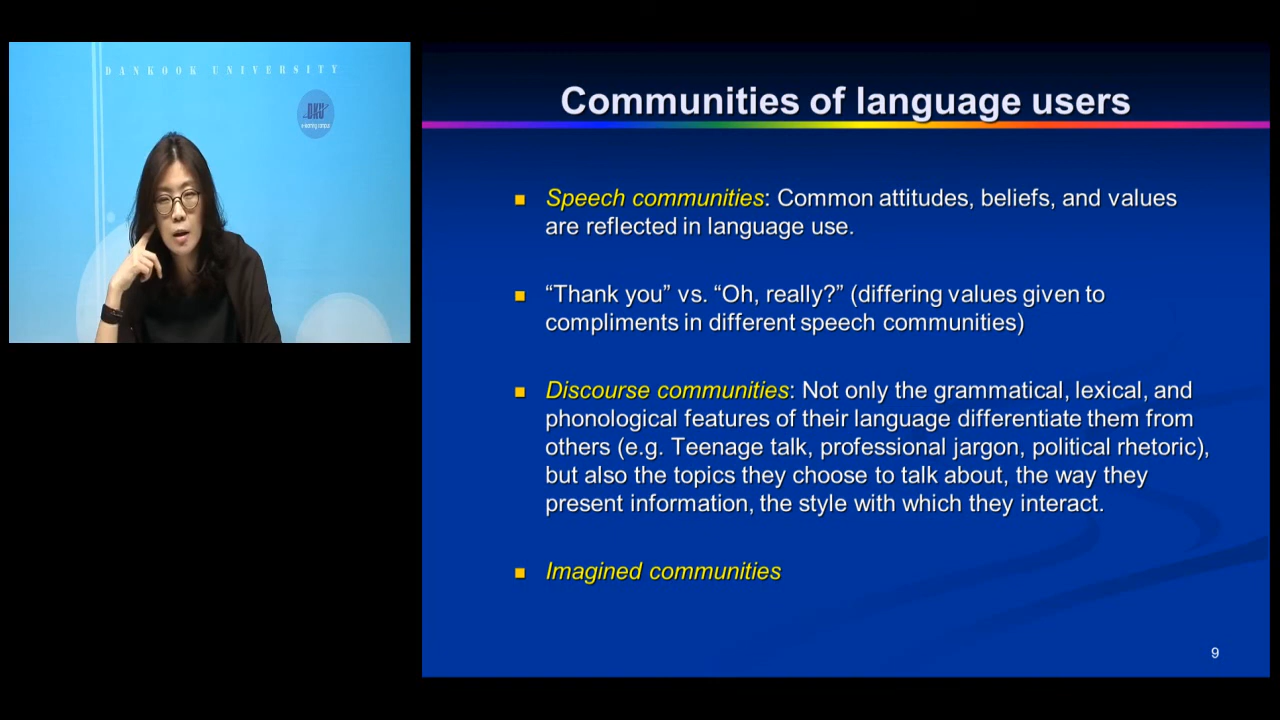 DANKOOK UNIVERSITY
DKU
Communities of language users
Speech communities: Common attitudes, beliefs, and values
are reflected in language use.
“Thank you” vs. “Oh, really?” (differing values given to
compliments in different speech communities)
Discourse communities: Not only the grammatical, lexical, and
phonological features of their language differentiate them from
others (e.g. Teenage talk, professional jargon, political rhetoric),
but also the topics they choose to talk about, the way they
present information, the style with which they interact.
Imagined communities
9